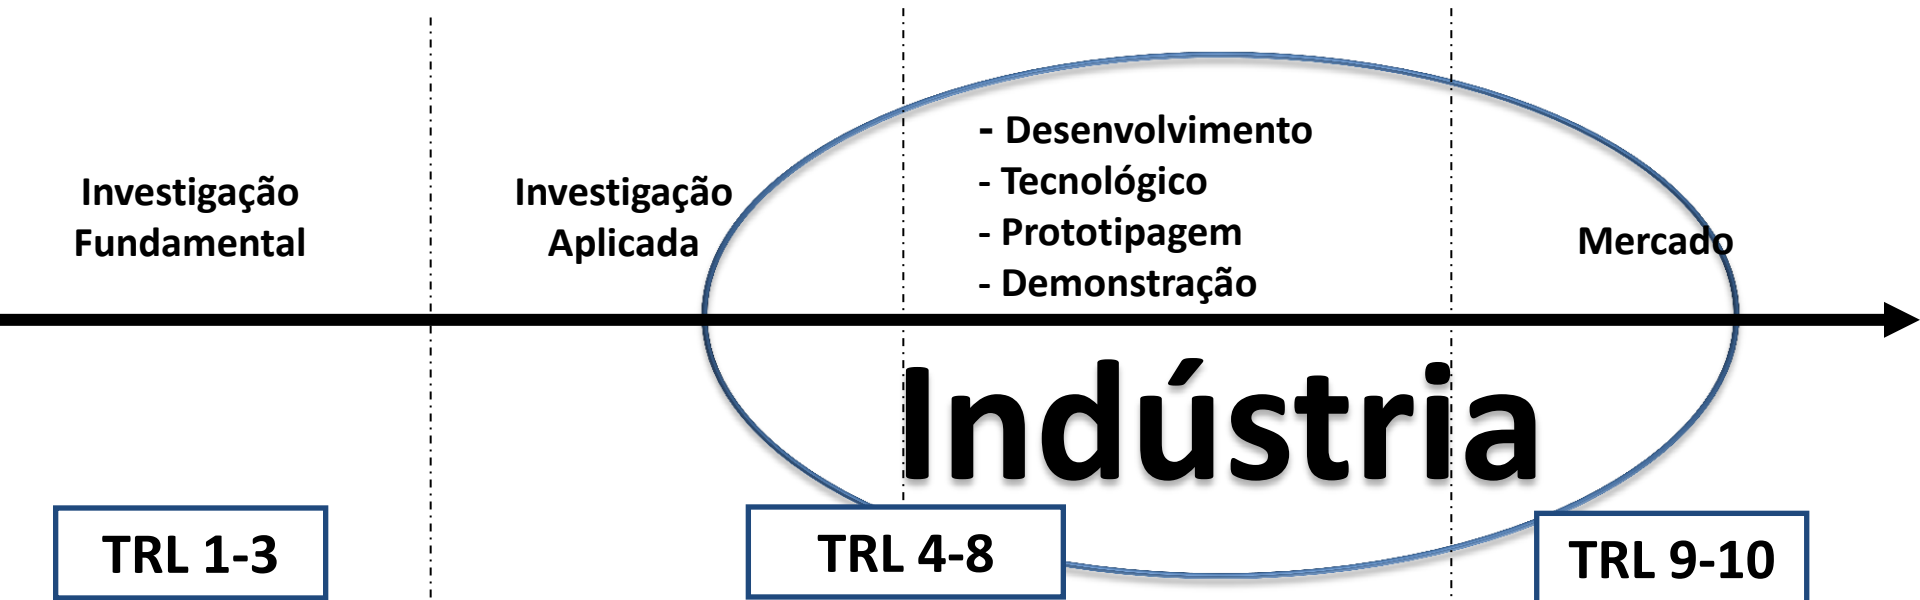 Investigação
Fundamental
Investigação
Aplicada
- Desenvolvimento
- Tecnológico
- Prototipagem
- Demonstração
Mercado
Indústria
TRL 1-3
TRL 4-8
TRL 9-10